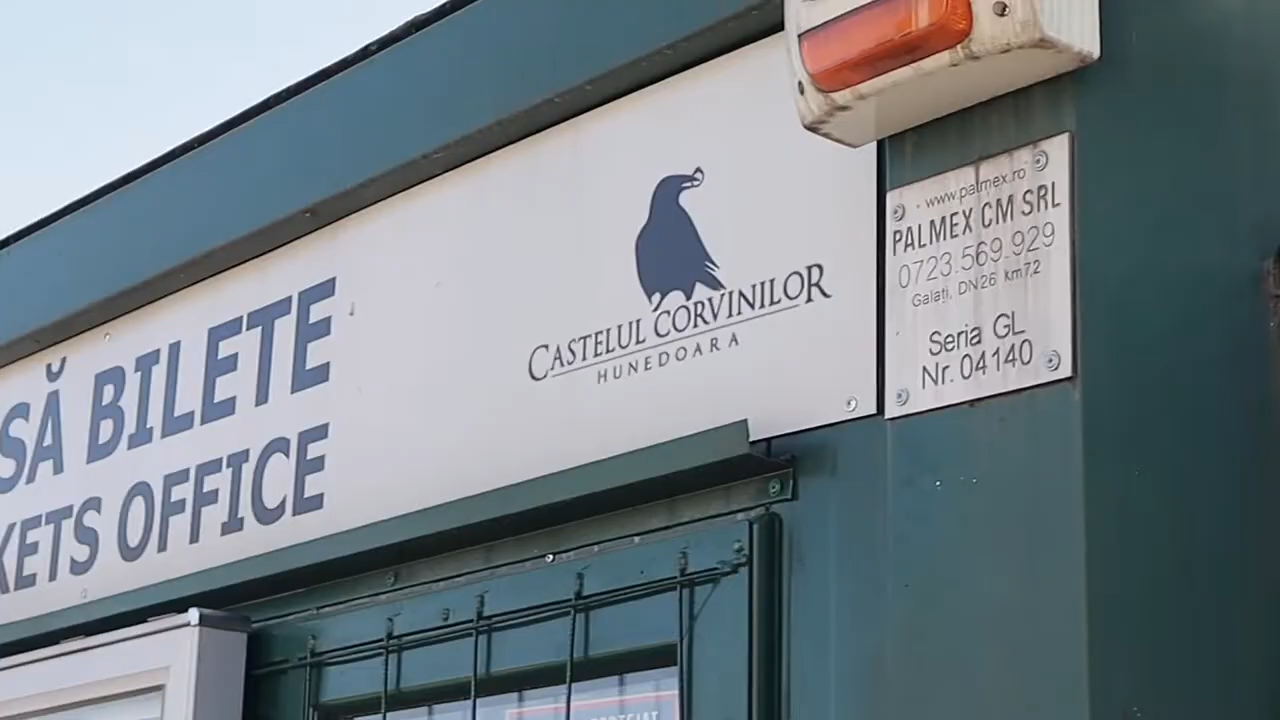 SĂ BILETE
KETS OFFICE
CASTELUL CORVINILOR
HUNEDOARA
www.palmex.ro
PALMEX CM SRL
0723.569.929
Galați, DN26 km7,2
Seria GL
Nr. 04140